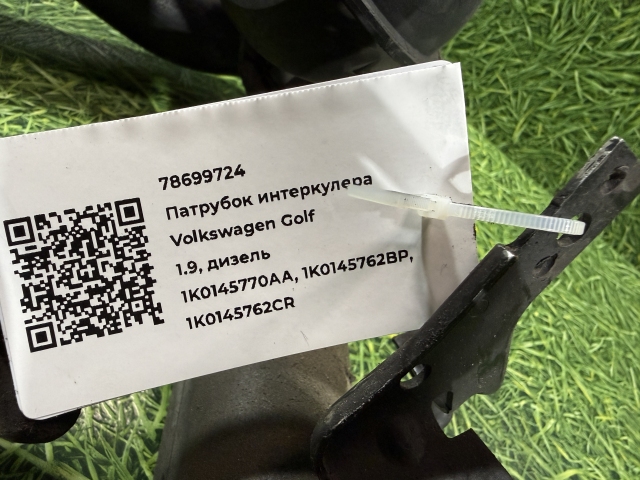 78699724
Патрубок интеркулера
Volkswagen Golf
1.9, дизель
1K0145770AA, 1K0145762BP,
1K0145762CR